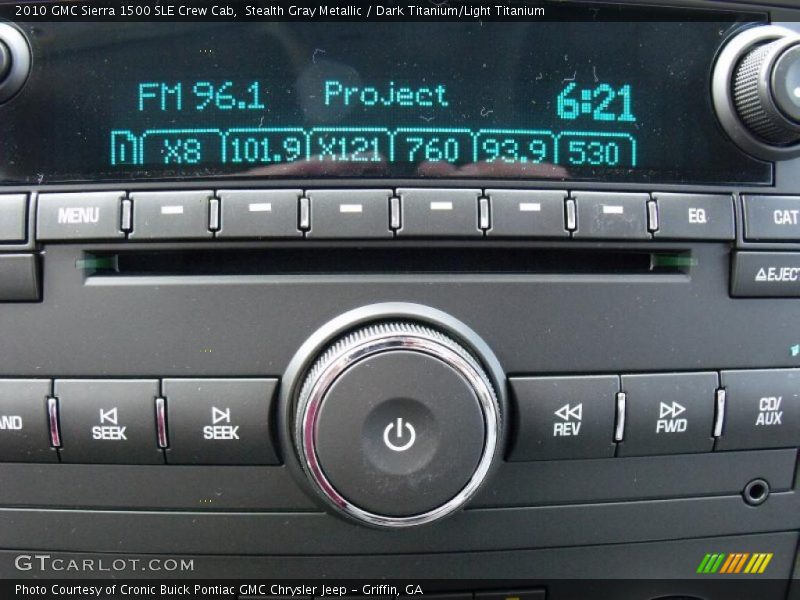 2010 GMC Sierra 1500 SLE Crew Cab,  Stealth Gray Metallic / Dark Titanium/Light Titanium
FM 96.1 Project 6:21
X8 101.9 X121 760 93.9 530
MENU EQ CAT
EJECT
SEEK SEEK REV FWD CD/
AUX
GTCARLOT.COM
Photo Courtesy of Cronic Buick Pontiac GMC Chrysler Jeep - Griffin, GA